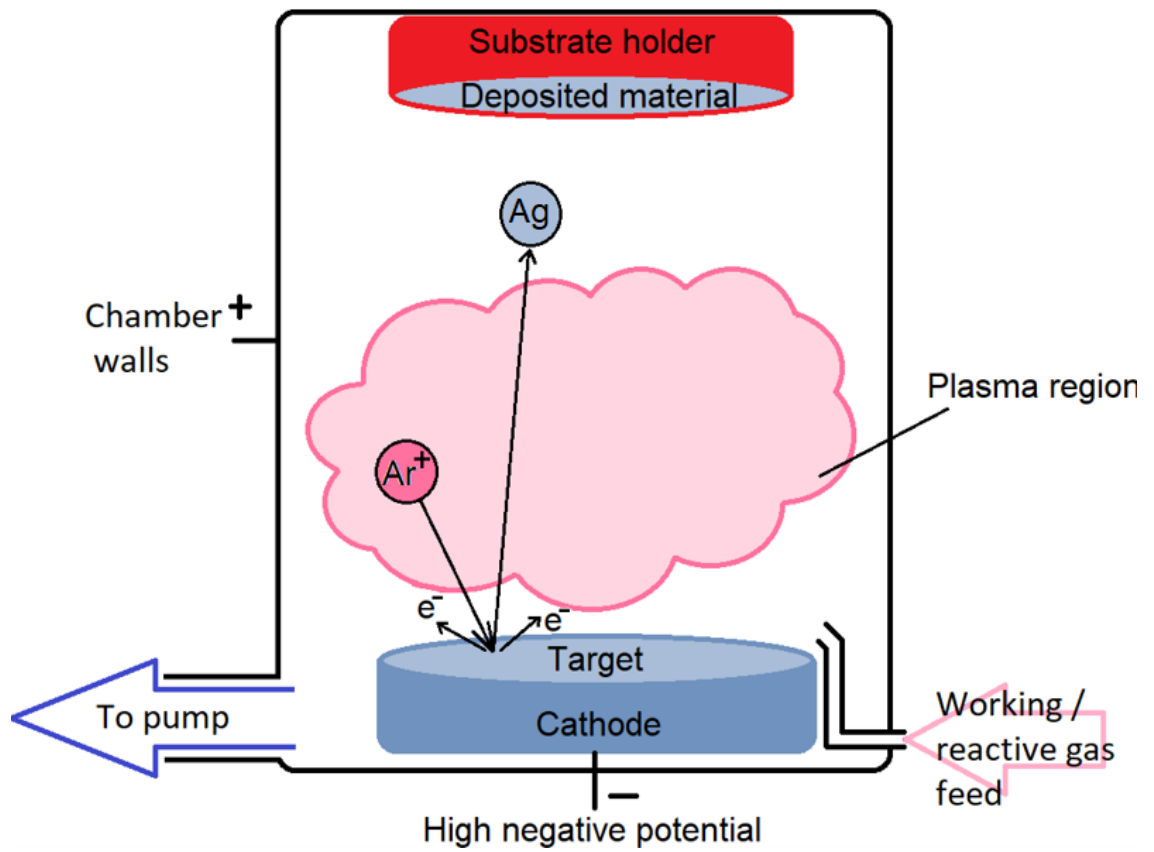 Substrate holder
Deposited material
Ag
Chamber +
walls
Plasma region
Ar+
e-
e-
Target
Cathode
To pump
Working /
reactive gas
feed
−
High negative potential